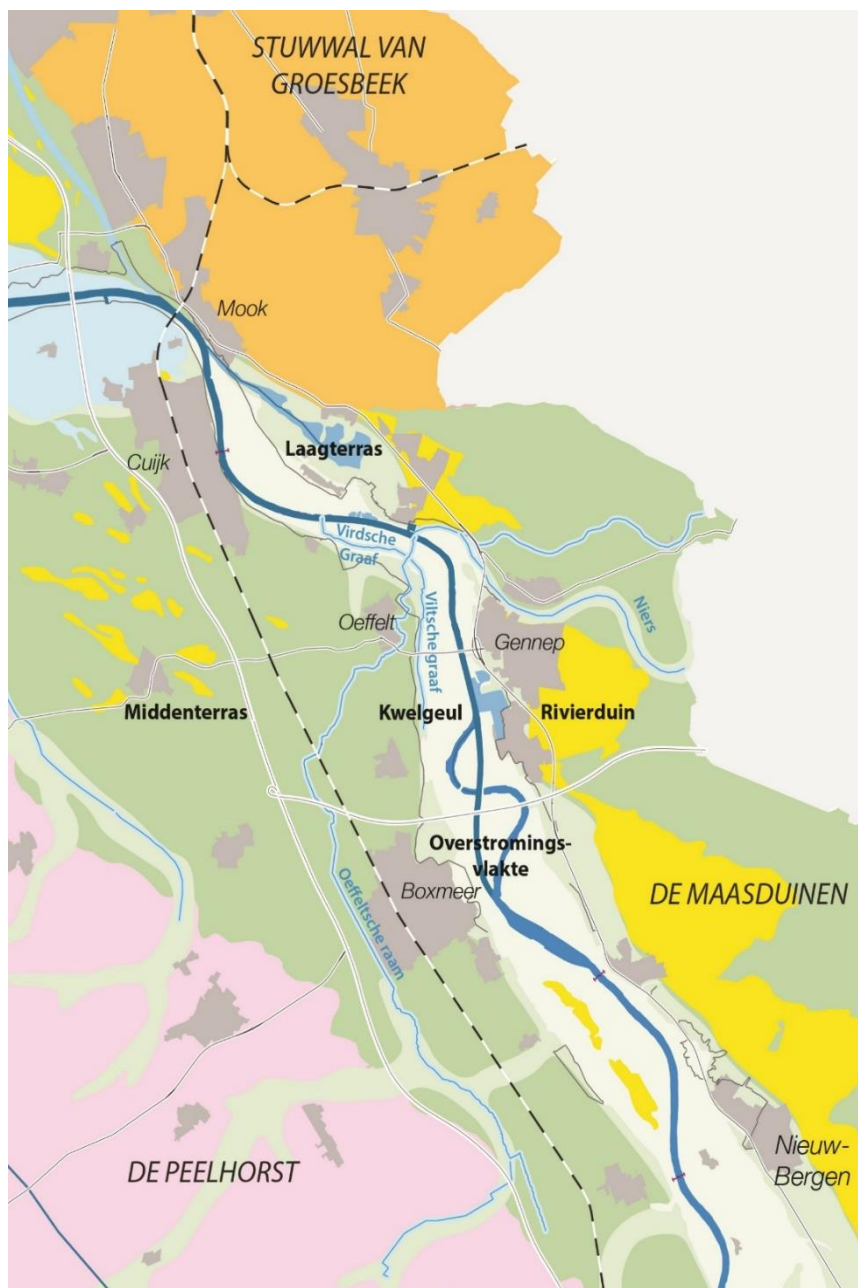 STUWWAL VAN
GROESBEEK
Mook
Laagterras
Cuijk
Virdsche
Graaf
Oeffelt
Viltsche graaf
Niers
Gennep
Middenterras
Kwelgeul
Rivierduin
Overstromings-
vlakte
Boxmeer
DE MAASDUINEN
Oeffeltsche raam
DE PEELHORST
Nieuw-
Bergen